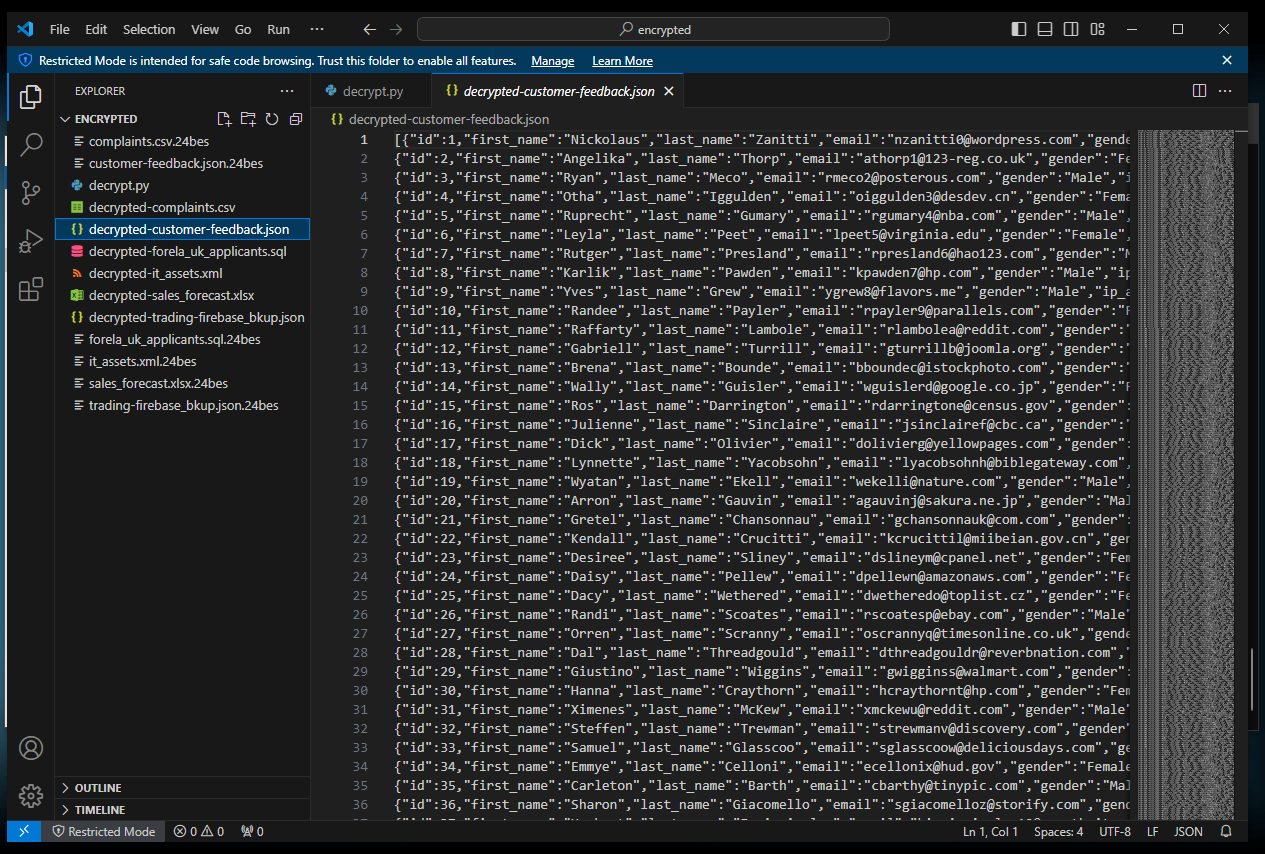 File Edit Selection View Go Run ··· encrypted
Restricted Mode is intended for safe code browsing. Trust this folder to enable all features. Manage Learn More
EXPLORER ···
ENCRYPTED
complaints.csv.24bes
customer-feedback.json.24bes
decrypt.py
decrypted-complaints.csv
decrypted-customer-feedback.json
decrypted-forela_uk_applicants.sql
decrypted-it_assets.xml
decrypted-sales_forecast.xlsx
decrypted-trading-firebase_bkup.json
forela_uk_applicants.sql.24bes
it_assets.xml.24bes
sales_forecast.xlsx.24bes
trading-firebase_bkup.json.24bes
OUTLINE
TIMELINE
decrypt.py {} decrypted-customer-feedback.json
{} decrypted-customer-feedback.json
1 [{"id":1,"first_name":"Nickolaus","last_name":"Zanitti","email":"nzanitti0@wordpress.com","gende
2 {"id":2,"first_name":"Angelika","last_name":"Thorp","email":"athorp1@123-reg.co.uk","gender":"Fe
3 {"id":3,"first_name":"Ryan","last_name":"Meco","email":"rmeco2@posterous.com","gender":"Male","i
4 {"id":4,"first_name":"Otha","last_name":"Iggulden","email":"oiggulden3@desdev.cn","gender":"Fema
5 {"id":5,"first_name":"Ruprecht","last_name":"Gumary","email":"rgumary4@nba.com","gender":"Male",
6 {"id":6,"first_name":"Leyla","last_name":"Peet","email":"lpeet5@virginia.edu","gender":"Female",
7 {"id":7,"first_name":"Rutger","last_name":"Presland","email":"rpresland6@hao123.com","gender":"M
8 {"id":8,"first_name":"Karlik","last_name":"Pawden","email":"kpawden7@hp.com","gender":"Male","ip
9 {"id":9,"first_name":"Yves","last_name":"Grew","email":"ygrew8@flavors.me","gender":"Male","ip_a
10 {"id":10,"first_name":"Randee","last_name":"Payler","email":"rpayler9@parallels.com","gender":"F
11 {"id":11,"first_name":"Raffarty","last_name":"Lambole","email":"rlambolea@reddit.com","gender":"
12 {"id":12,"first_name":"Gabriell","last_name":"Turrill","email":"gturrillb@joomla.org","gender":"
13 {"id":13,"first_name":"Brena","last_name":"Bounde","email":"bboundec@istockphoto.com","gender":"
14 {"id":14,"first_name":"Wally","last_name":"Guisler","email":"wguislerd@google.co.jp","gender":"F
15 {"id":15,"first_name":"Ros","last_name":"Darrington","email":"rdarringtone@census.gov","gender":
16 {"id":16,"first_name":"Julienne","last_name":"Sinclaire","email":"jsinclairef@cbc.ca","gender":"
17 {"id":17,"first_name":"Dick","last_name":"Olivier","email":"dolivierg@yellowpages.com","gender":
18 {"id":18,"first_name":"Lynnette","last_name":"Yacobsohn","email":"lyacobsohnh@biblegateway.com",
19 {"id":19,"first_name":"Wyatan","last_name":"Ekell","email":"wekelli@nature.com","gender":"Male",
20 {"id":20,"first_name":"Arron","last_name":"Gauvin","email":"agauvinj@sakura.ne.jp","gender":"Mal
21 {"id":21,"first_name":"Gretel","last_name":"Chansonnau","email":"gchansonnauk@com.com","gender":
22 {"id":22,"first_name":"Kendall","last_name":"Crucitti","email":"kcrucittil@miibeian.gov.cn","gen
23 {"id":23,"first_name":"Desiree","last_name":"Sliney","email":"dslineym@cpanel.net","gender":"Fem
24 {"id":24,"first_name":"Daisy","last_name":"Pellew","email":"dpellewn@amazonaws.com","gender":"Fe
25 {"id":25,"first_name":"Dacy","last_name":"Wethered","email":"dwetheredo@toplist.cz","gender":"Fe
26 {"id":26,"first_name":"Randi","last_name":"Scoates","email":"rscoatesp@ebay.com","gender":"Male"
27 {"id":27,"first_name":"Orren","last_name":"Scranny","email":"oscrannyq@timesonline.co.uk","gende
28 {"id":28,"first_name":"Dal","last_name":"Threadgould","email":"dthreadgouldr@reverbnation.com","
29 {"id":29,"first_name":"Giustino","last_name":"Wiggins","email":"gwigginss@walmart.com","gender":
30 {"id":30,"first_name":"Hanna","last_name":"Craythorn","email":"hcraythornt@hp.com","gender":"Fem
31 {"id":31,"first_name":"Ximenes","last_name":"McKew","email":"xmckewu@reddit.com","gender":"Male"
32 {"id":32,"first_name":"Steffen","last_name":"Trewman","email":"strewmanv@discovery.com","gender"
33 {"id":33,"first_name":"Samuel","last_name":"Glasscoo","email":"sglasscoow@deliciousdays.com","ge
34 {"id":34,"first_name":"Emmye","last_name":"Celloni","email":"ecellonix@hud.gov","gender":"Female
35 {"id":35,"first_name":"Carleton","last_name":"Barth","email":"cbarthy@tinypic.com","gender":"Mal
36 {"id":36,"first_name":"Sharon","last_name":"Giacomello","email":"sgiacomelloz@storify.com","gend
Restricted Mode 0 0 0 Ln 1, Col 1 Spaces: 4 UTF-8 LF JSON